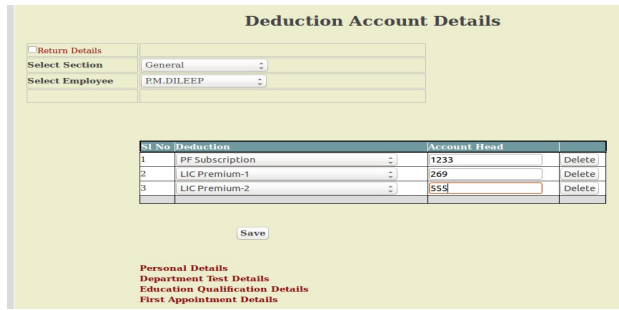 Deduction Account Details
Return Details
Select Section General
Select Employee P.M.DILEEP
Sl No Deduction Account Head
1 PF Subscription 1233 Delete
2 LIC Premium-1 269 Delete
3 LIC Premium-2 555 Delete
Save
Personal Details
Department Test Details
Education Qualification Details
First Appointment Details